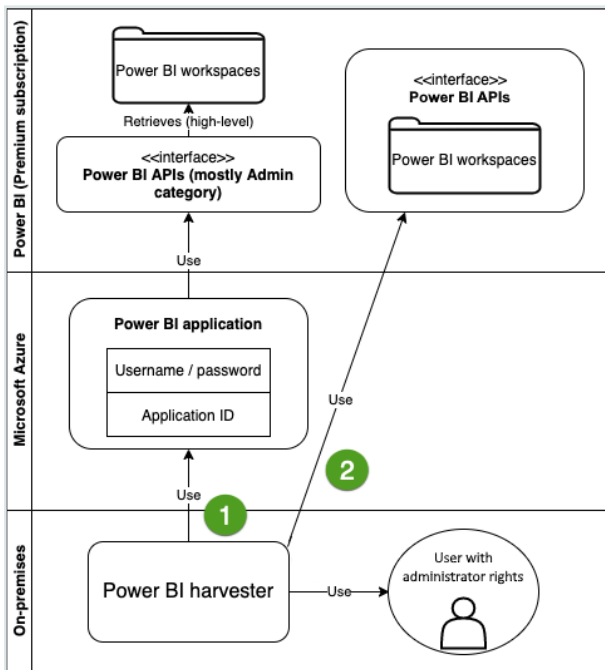 Power BI (Premium subscription)
Power BI workspaces
Retrieves (high-level)
<<interface>>
Power BI APIs (mostly Admin
category)
<<interface>>
Power BI APIs
Power BI workspaces
Use
Microsoft Azure
Power BI application
Username / password
Application ID
Use
Use
1
2
On-premises
Power BI harvester
Use
User with
administrator rights